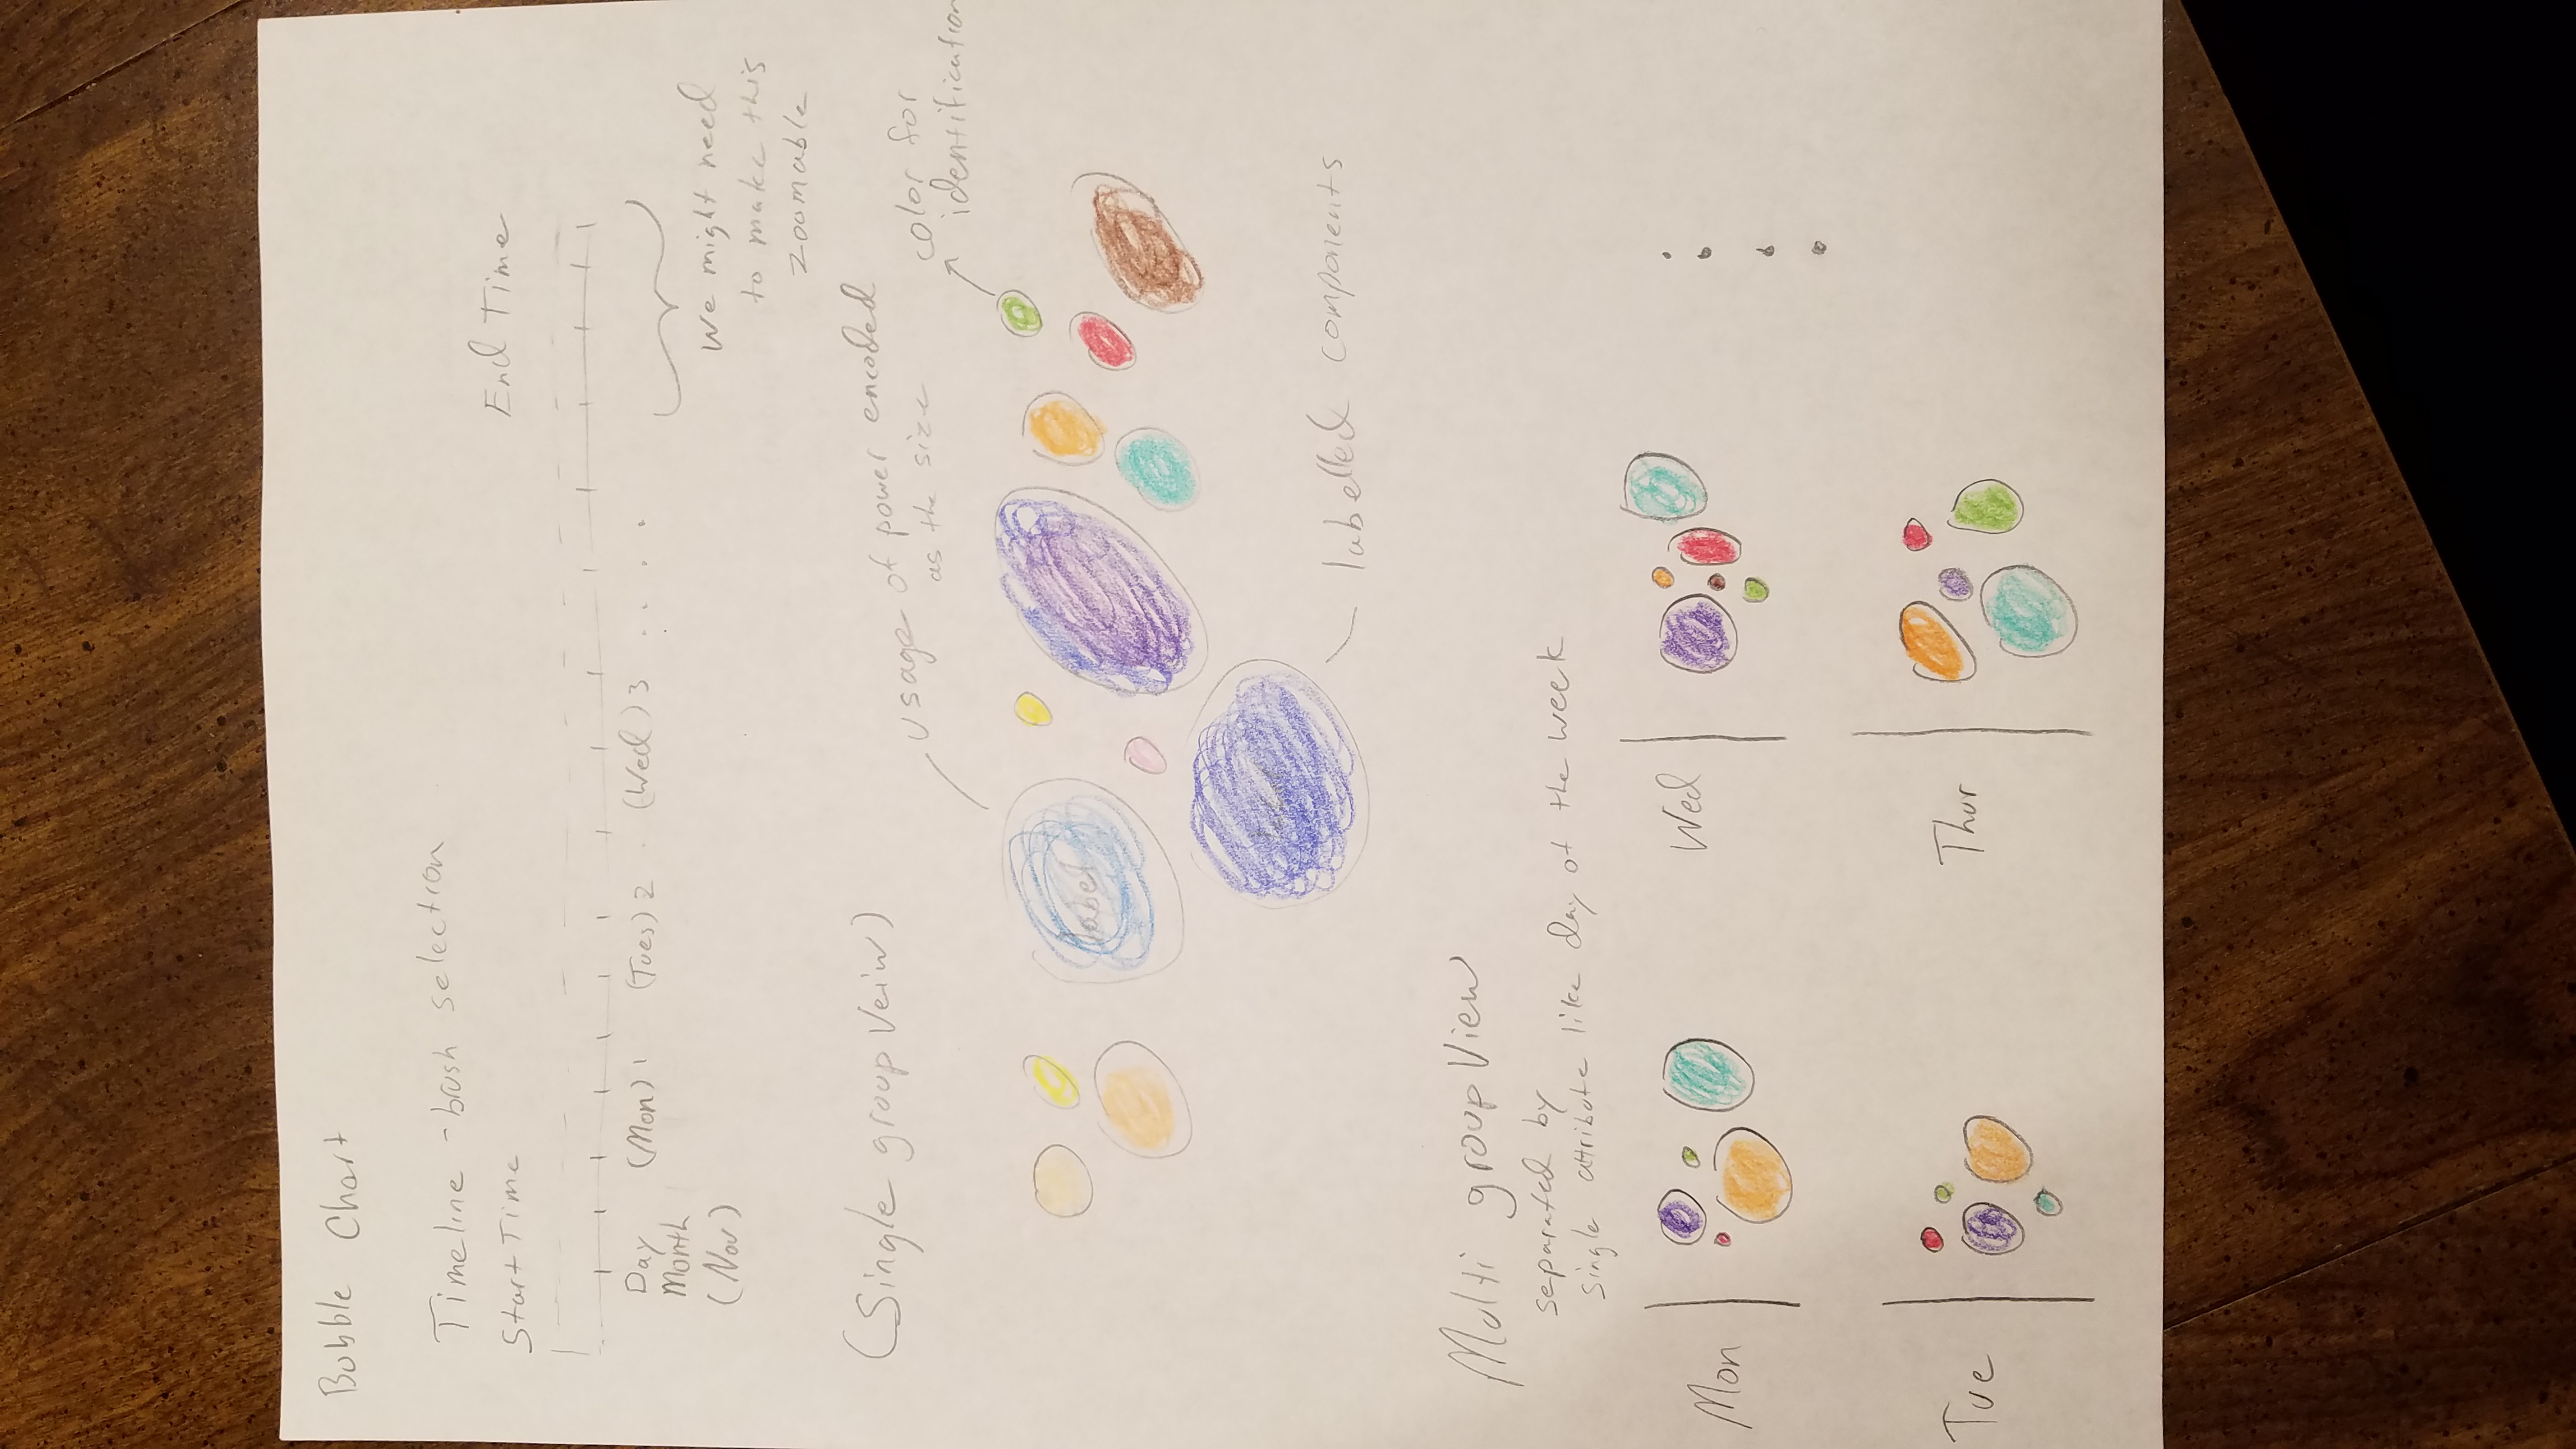 Bubble Chart
Timeline - brush selection
Start Time
End Time
Day (Mon) 1 (Tues) 2 . (Wed) 3 . . . .
Month
(Nov)
We might need
to make this
zoomable
(Single group Veiw)
usage of power encoded
as the size
color for
identification
label
labelled components
Multi group View
separated by
single attribute like day of the week
Mon
Wed
Tue
Thur